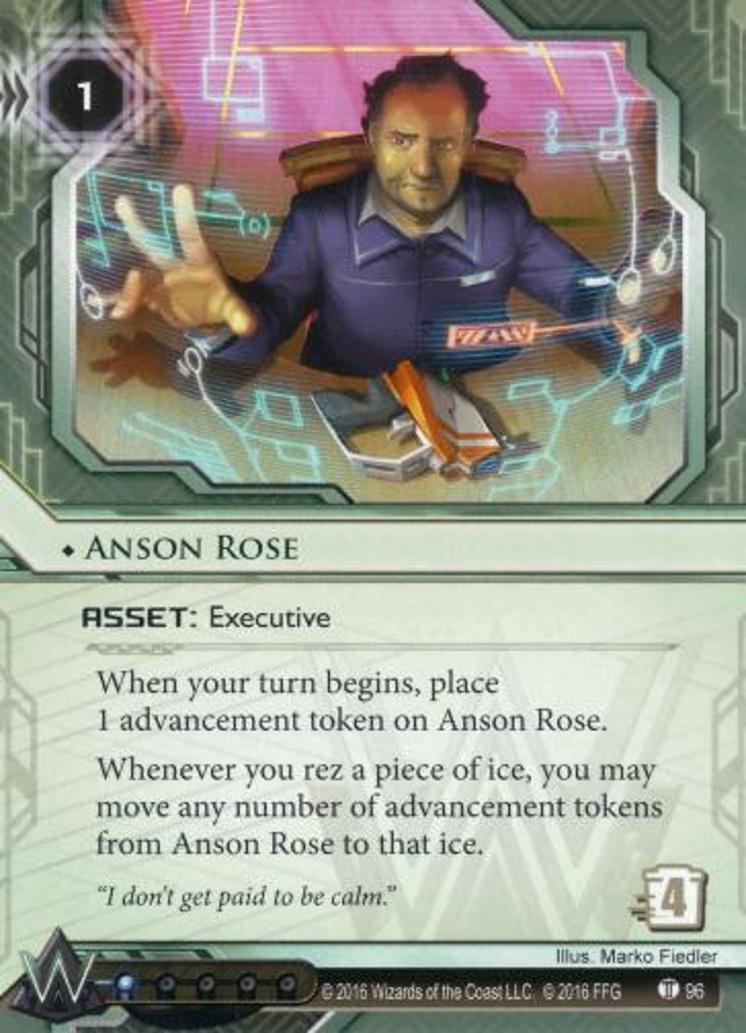 1
◆ ANSON ROSE
ASSET: Executive
When your turn begins, place
1 advancement token on Anson Rose.
Whenever you rez a piece of ice, you may
move any number of advancement tokens
from Anson Rose to that ice.
“I don’t get paid to be calm.”
4
Illus. Marko Fiedler
W
© 2016 Wizards of the Coast LLC. © 2016 FFG
96